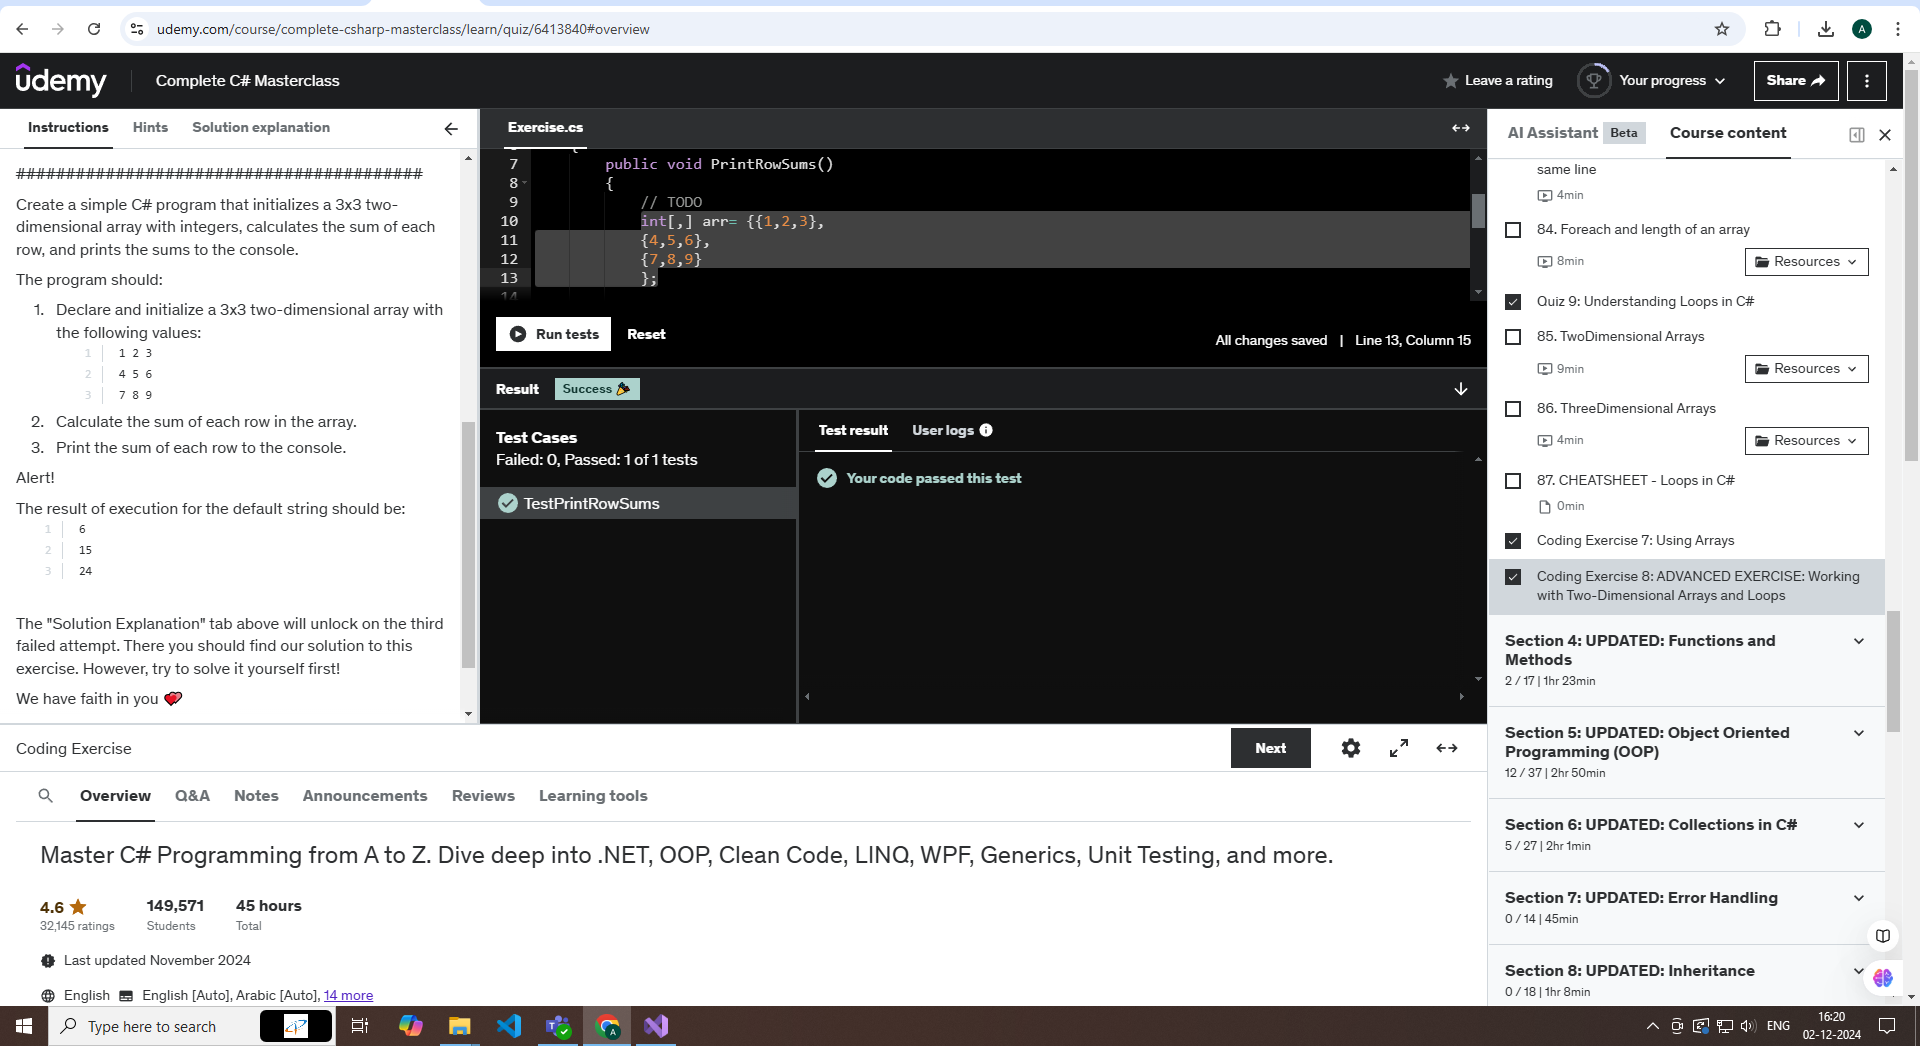 udemy.com/course/complete-csharp-masterclass/learn/quiz/6413840#overview
A
ûdemy
Complete C# Masterclass
Leave a rating
Your progress
Share
Instructions
Hints
Solution explanation
#########################################
Create a simple C# program that initializes a 3x3 two-
dimensional array with integers, calculates the sum of each
row, and prints the sums to the console.
The program should:
1. Declare and initialize a 3x3 two-dimensional array with
the following values:
1 1 2 3
2 4 5 6
3 7 8 9
2. Calculate the sum of each row in the array.
3. Print the sum of each row to the console.
Alert!
The result of execution for the default string should be:
1 6
2 15
3 24
The "Solution Explanation" tab above will unlock on the third
failed attempt. There you should find our solution to this
exercise. However, try to solve it yourself first!
We have faith in you 💕
Exercise.cs
7 public void PrintRowSums()
8 {
9 // TODO
10 int[,] arr= {{1,2,3},
11 {4,5,6},
12 {7,8,9}
13 };
14
Run tests
Reset
All changes saved | Line 13, Column 15
Result
Success 🎉
Test Cases
Failed: 0, Passed: 1 of 1 tests
TestPrintRowSums
Test result
User logs
Your code passed this test
AI Assistant Beta
Course content
same line
4min
84. Foreach and length of an array
8min
Resources
Quiz 9: Understanding Loops in C#
85. TwoDimensional Arrays
9min
Resources
86. ThreeDimensional Arrays
4min
Resources
87. CHEATSHEET - Loops in C#
0min
Coding Exercise 7: Using Arrays
Coding Exercise 8: ADVANCED EXERCISE: Working
with Two-Dimensional Arrays and Loops
Section 4: UPDATED: Functions and
Methods
2 / 17 | 1hr 23min
Section 5: UPDATED: Object Oriented
Programming (OOP)
12 / 37 | 2hr 50min
Section 6: UPDATED: Collections in C#
5 / 27 | 2hr 1min
Section 7: UPDATED: Error Handling
0 / 14 | 45min
Section 8: UPDATED: Inheritance
0 / 18 | 1hr 8min
Coding Exercise
Next
Overview
Q&A
Notes
Announcements
Reviews
Learning tools
Master C# Programming from A to Z. Dive deep into .NET, OOP, Clean Code, LINQ, WPF, Generics, Unit Testing, and more.
4.6
149,571
45 hours
32,145 ratings
Students
Total
Last updated November 2024
English
English [Auto], Arabic [Auto], 14 more
Type here to search
A
ENG
16:20
02-12-2024